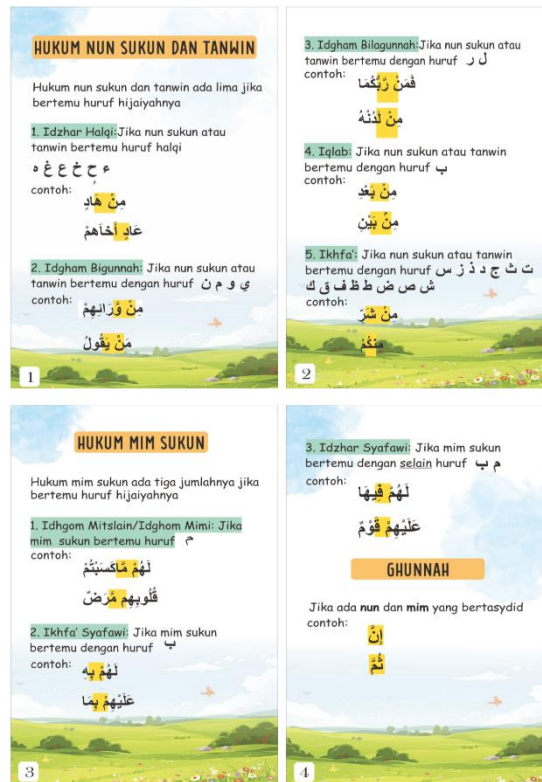 HUKUM NUN SUKUN DAN TANWIN
Hukum nun sukun dan tanwin ada lima jika
bertemu huruf hijaiyahnya
1. Idzhar Halqi:Jika nun sukun atau
tanwin bertemu huruf halqi
ء ح خ ع غ ه
contoh:
مِنْ هَادٍ
عَادٍ أَخَاهُمْ
2. Idgham Bigunnah: Jika nun sukun atau
tanwin bertemu dengan huruf ي و م ن
contoh:
مِنْ وَّرَائِهِمْ
مَنْ يَقُولُ
1
3. Idgham Bilagunnah:Jika nun sukun atau
tanwin bertemu dengan huruf ل ر
contoh:
فَمَنْ رَّبُّكُمَا
مِنْ لَدُنْهُ
4. Iqlab: Jika nun sukun atau tanwin
bertemu dengan huruf ب
contoh:
مِنْ بَعْدِ
مِنْ بَيْنِ
5. Ikhfa': Jika nun sukun atau tanwin
bertemu dengan huruf ت ث ج د ذ ز س
ش ص ض ط ظ ف ق ك
contoh:
مِنْ شَرَ
مِنْكُمْ
2
HUKUM MIM SUKUN
Hukum mim sukun ada tiga jumlahnya jika
bertemu huruf hijaiyahnya
1. Idhgom Mitslain/Idghom Mimi: Jika
mim sukun bertemu huruf م
contoh:
لَهُمْ مَّاكَسَبْتُمْ
قُلُوبِهِم مَّرَضٌ
2. Ikhfa' Syafawi: Jika mim sukun
bertemu dengan huruf ب
contoh:
لَهُمْ بِهِ
عَلَيْهِمْ بِمَا
3
3. Idzhar Syafawi: Jika mim sukun
bertemu dengan selain huruf م ب
contoh:
لَهُمْ فِيهَا
عَلَيْهِمْ قَوْمٌ
GHUNNAH
Jika ada nun dan mim yang bertasydid
contoh:
إِنَّ
ثُمَّ
4